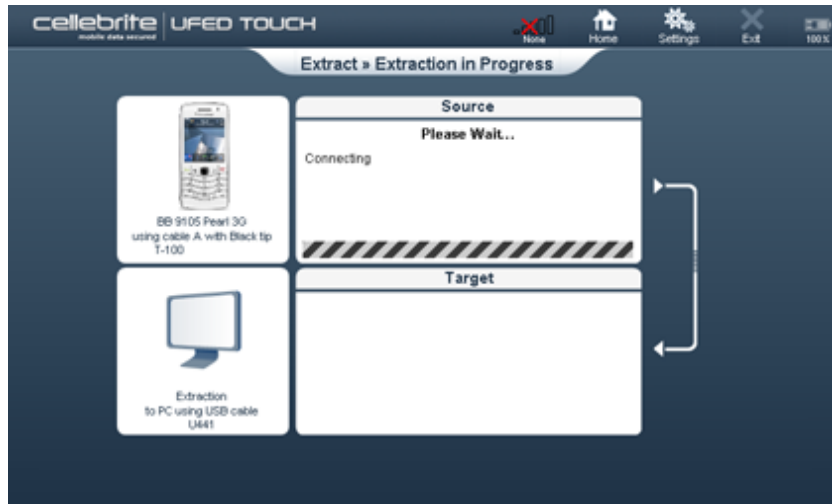 cellebrite UFED TOUCH
mobile data secured
None
Home
Settings
Exit
100%
Extract » Extraction in Progress
BB 9105 Pearl 3G
using cable A with Black tip
T-100
Source
Please Wait...
Connecting
Extraction
to PC using USB cable
U441
Target